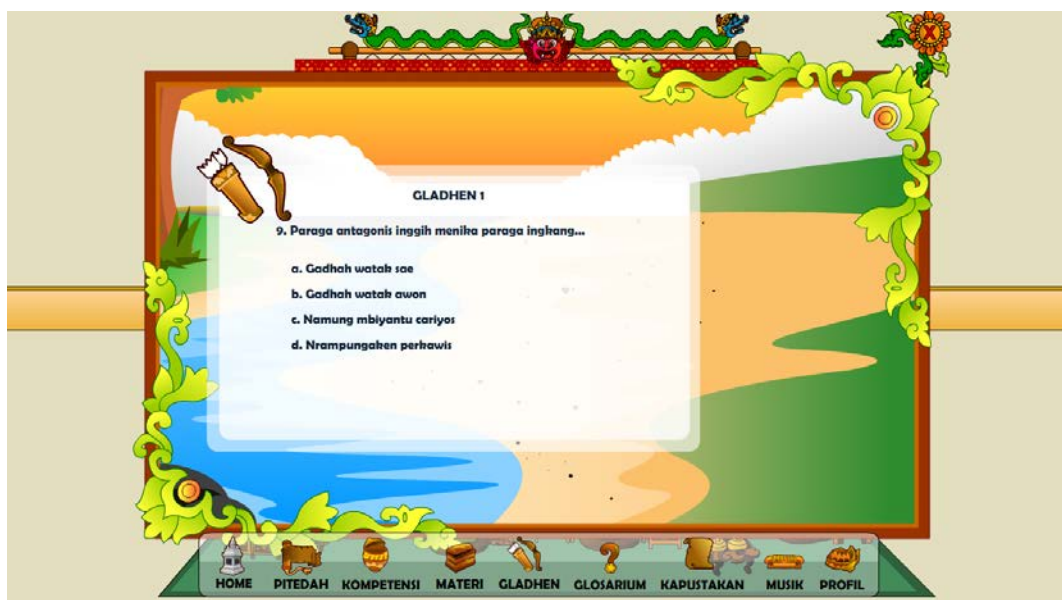 X
GLADHEN 1
9. Paraga antagonis inggih menika paraga ingkang...
a. Gadhah watak sae
b. Gadhah watak awon
c. Namung mbiyantu cariyos
d. Nrampungaken perkawis
HOME PITEDAH KOMPETENSI MATERI GLADHEN GLOSARIUM KAPUSTAKAN MUSIK PROFIL